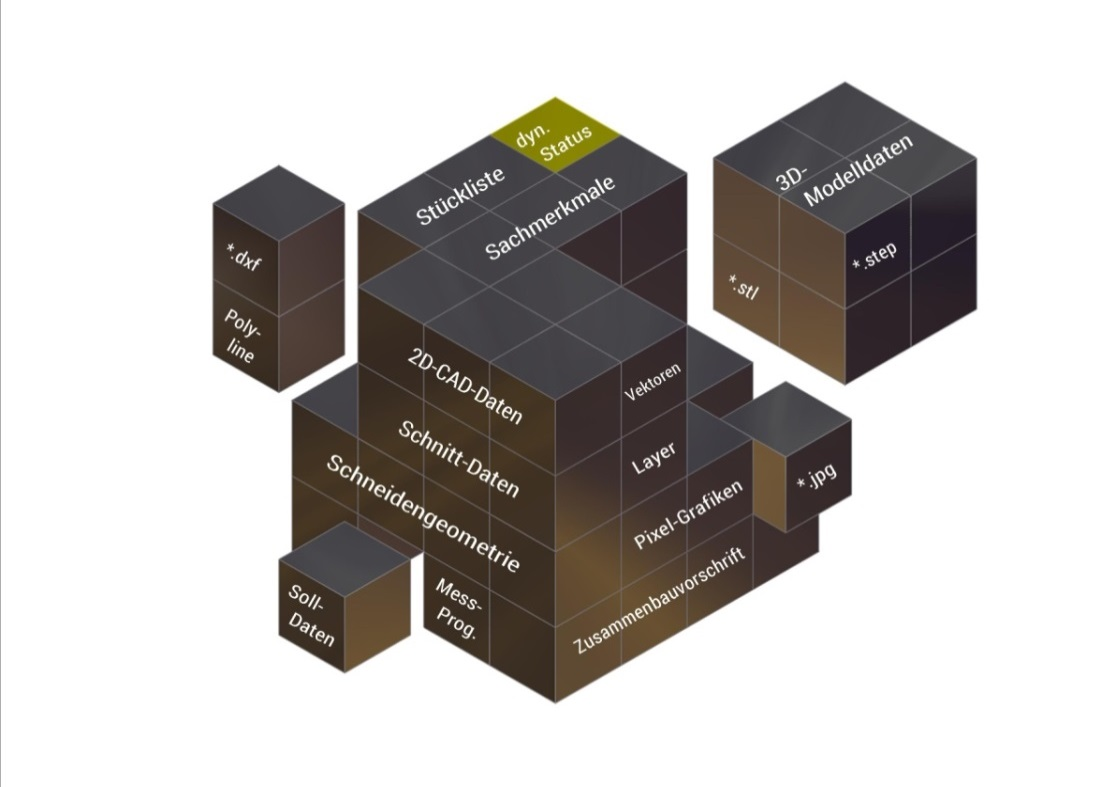 dyn.
Status
Stückliste
Sachmerkmale
3D-
Modelldaten
*.stl
*.step
*.dxf
Poly-
line
2D-CAD-Daten
Schnitt-Daten
Schneidengeometrie
Vektoren
Layer
Pixel-Grafiken
Zusammenbauvorschrift
*.jpg
Soll-
Daten
Mess-
Prog.